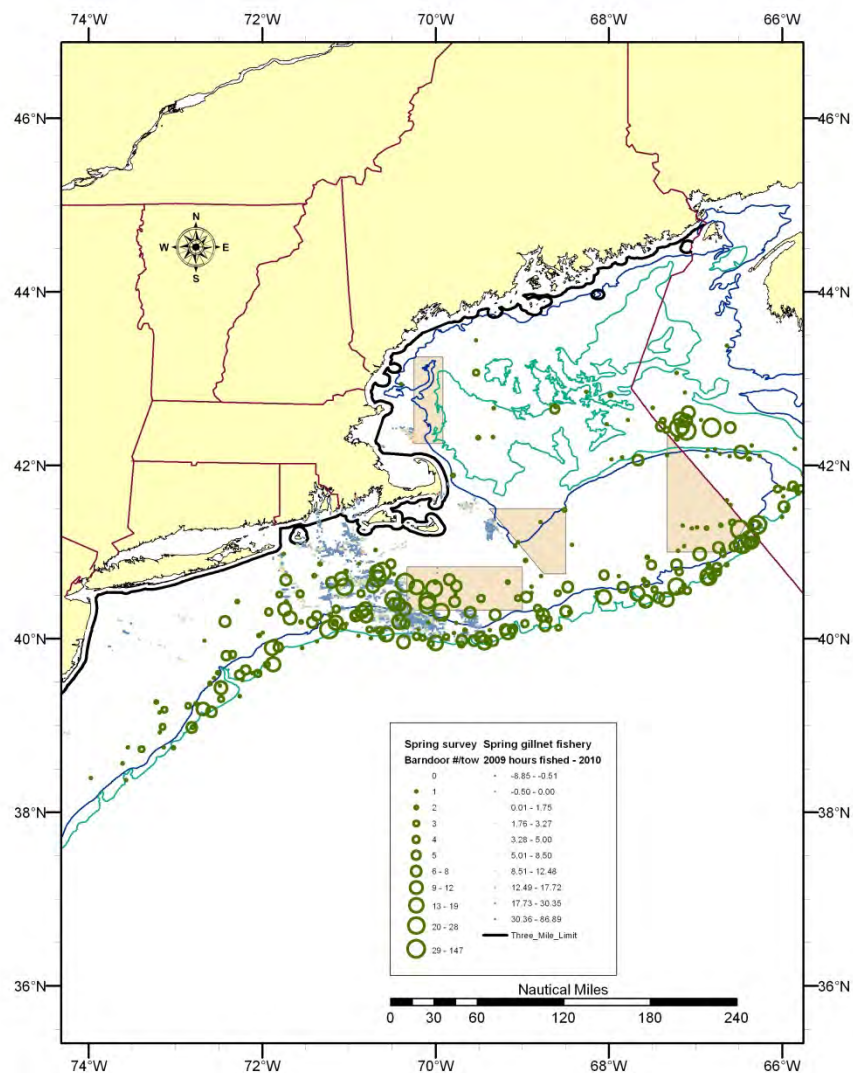 74°W 72°W 70°W 68°W 66°W
46°N 46°N
N
W E
S
44°N 44°N
42°N 42°N
40°N 40°N
38°N 38°N
Spring survey Spring gillnet fishery
Barndoor #/tow 2009 hours fished - 2010
0 -8.85 - -0.51
1 -0.50 - 0.00
2 0.01 - 1.75
3 1.76 - 3.27
4 3.28 - 5.00
5 5.01 - 8.50
6 - 8 8.51 - 12.48
9 - 12 12.49 - 17.72
13 - 19 17.73 - 30.35
20 - 28 30.36 - 86.89
29 - 147 Three_Mile_Limit
36°N 36°N
Nautical Miles
0 15 30 60 120 180 240
74°W 72°W 70°W 68°W 66°W